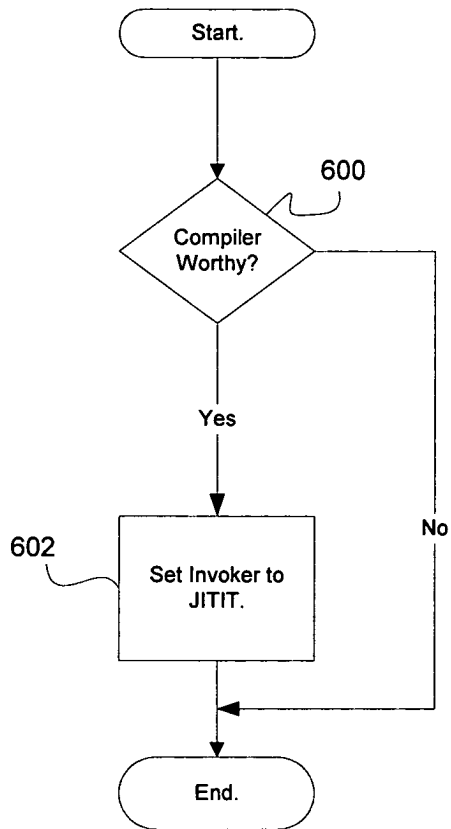 Start.
600
Compiler
Worthy?
Yes
No
602
Set Invoker to
JITIT.
End.